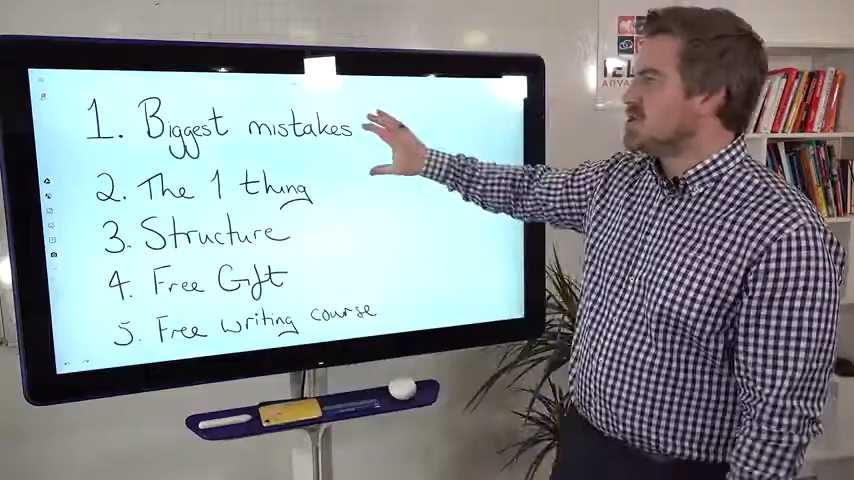 1. Biggest mistakes
2. The 1 thing
3. Structure
4. Free Gift
5. Free writing course